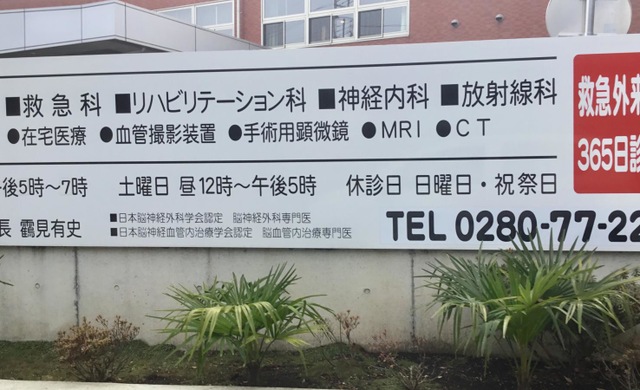 ■救急科 ■リハビリテーション科 ■神経内科 ■放射線科
●在宅医療 ●血管撮影装置 ●手術用顕微鏡 ●MRI ●CT
救急外来
365日診
午後5時〜7時 土曜日 昼12時〜午後5時 休診日 日曜日・祝祭日
長 鶴見有史
■日本脳神経外科学会認定 脳神経外科専門医
■日本脳神経血管内治療学会認定 脳血管内治療専門医
TEL 0280-77-22